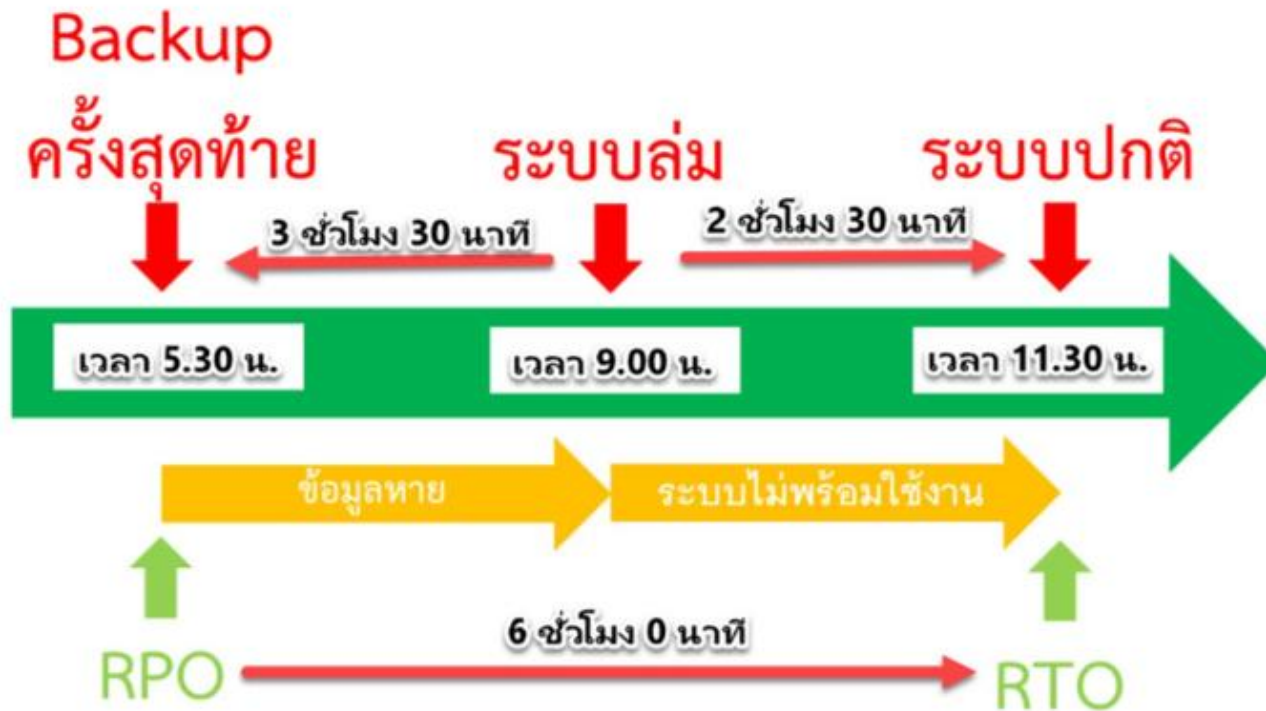 Backup
ครั้งสุดท้าย
ระบบล่ม
ระบบปกติ
3 ชั่วโมง 30 นาที
2 ชั่วโมง 30 นาที
เวลา 5.30 น.
เวลา 9.00 น.
เวลา 11.30 น.
ข้อมูลหาย
ระบบไม่พร้อมใช้งาน
6 ชั่วโมง 0 นาที
RPO
RTO